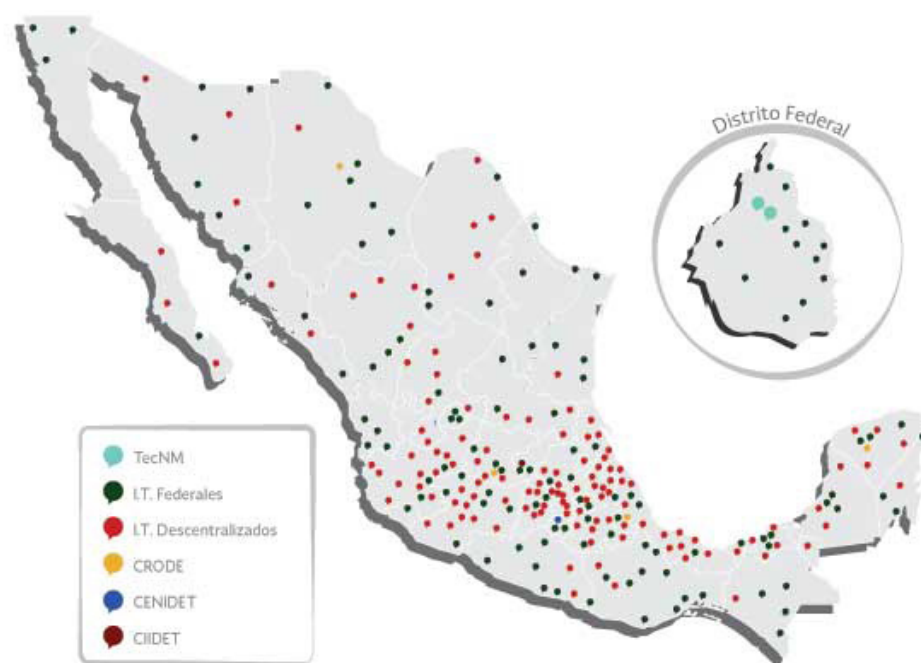 Distrito Federal
TecNM
I.T. Federales
I.T. Descentralizados
CRODE
CENIDET
CIIDET